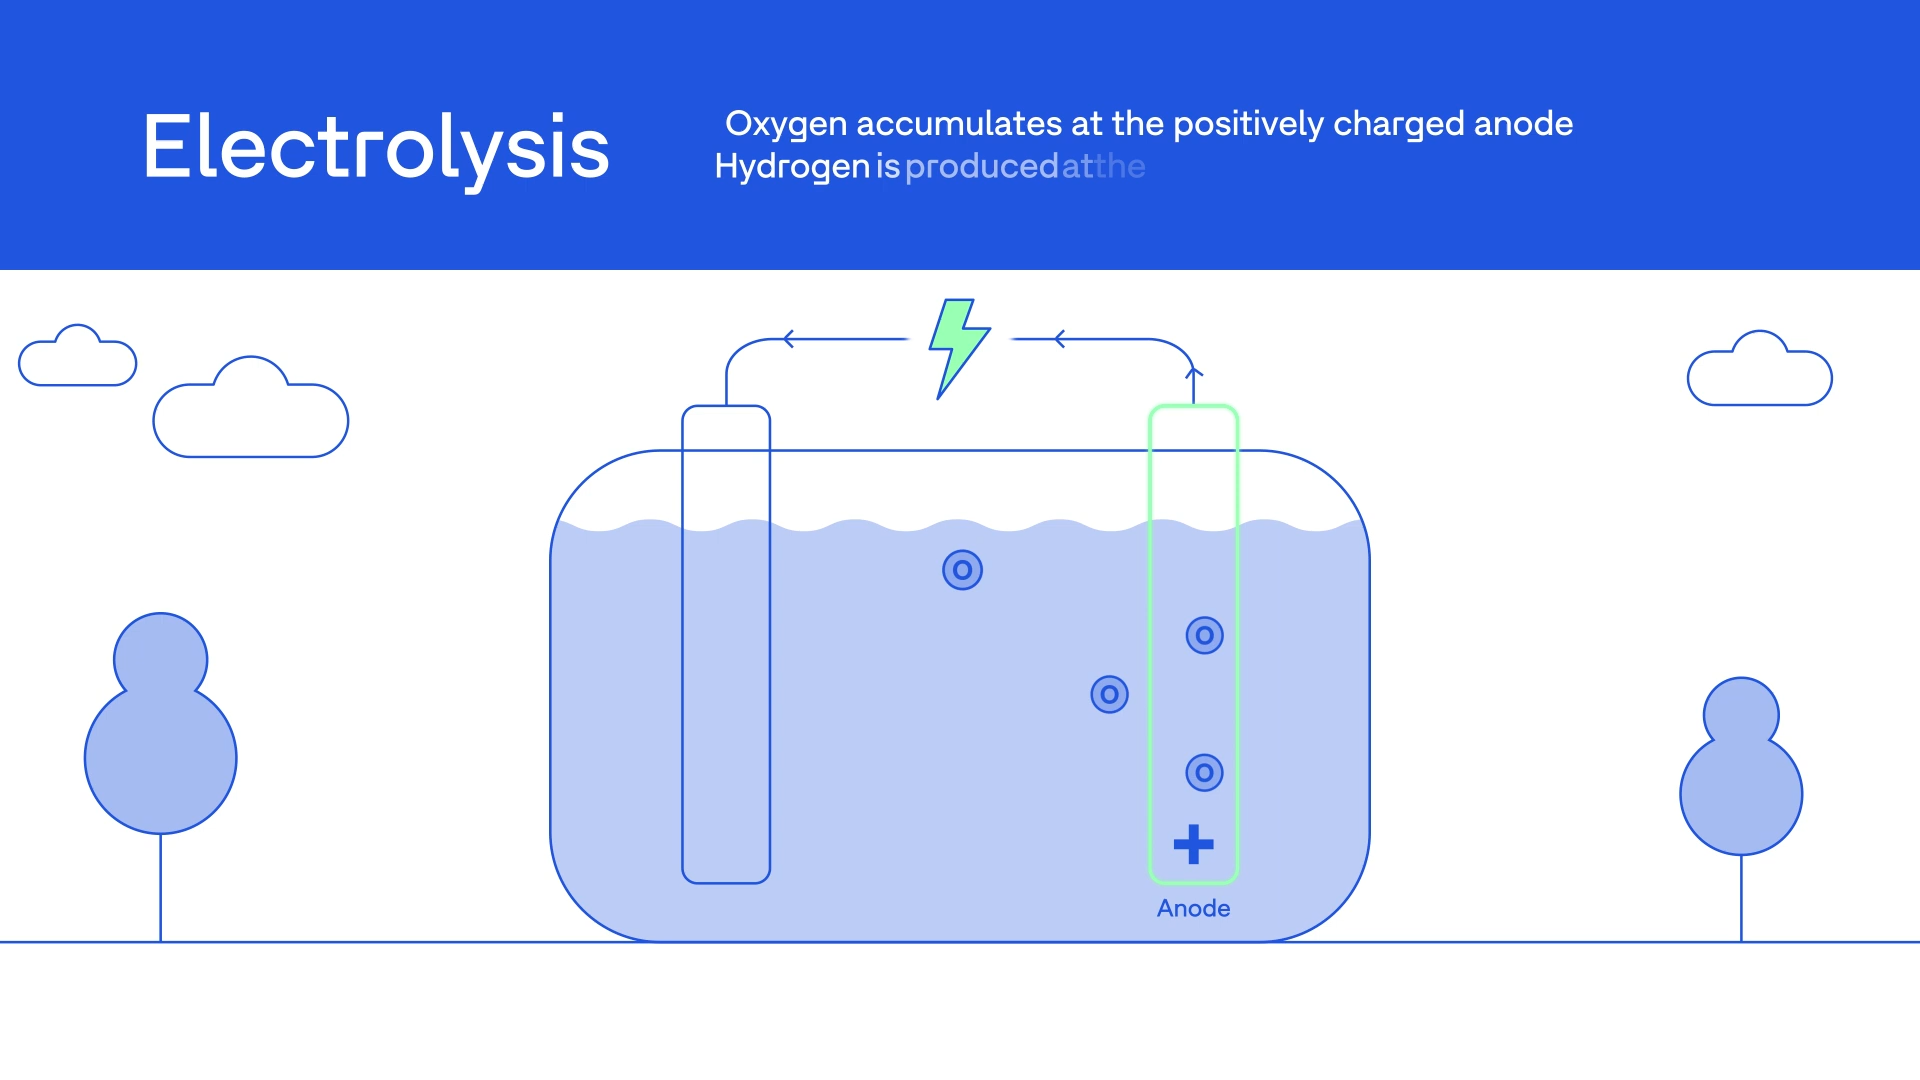 Electrolysis
Oxygen accumulates at the positively charged anode
Hydrogen is produced at the
O
O
O
O
+
Anode